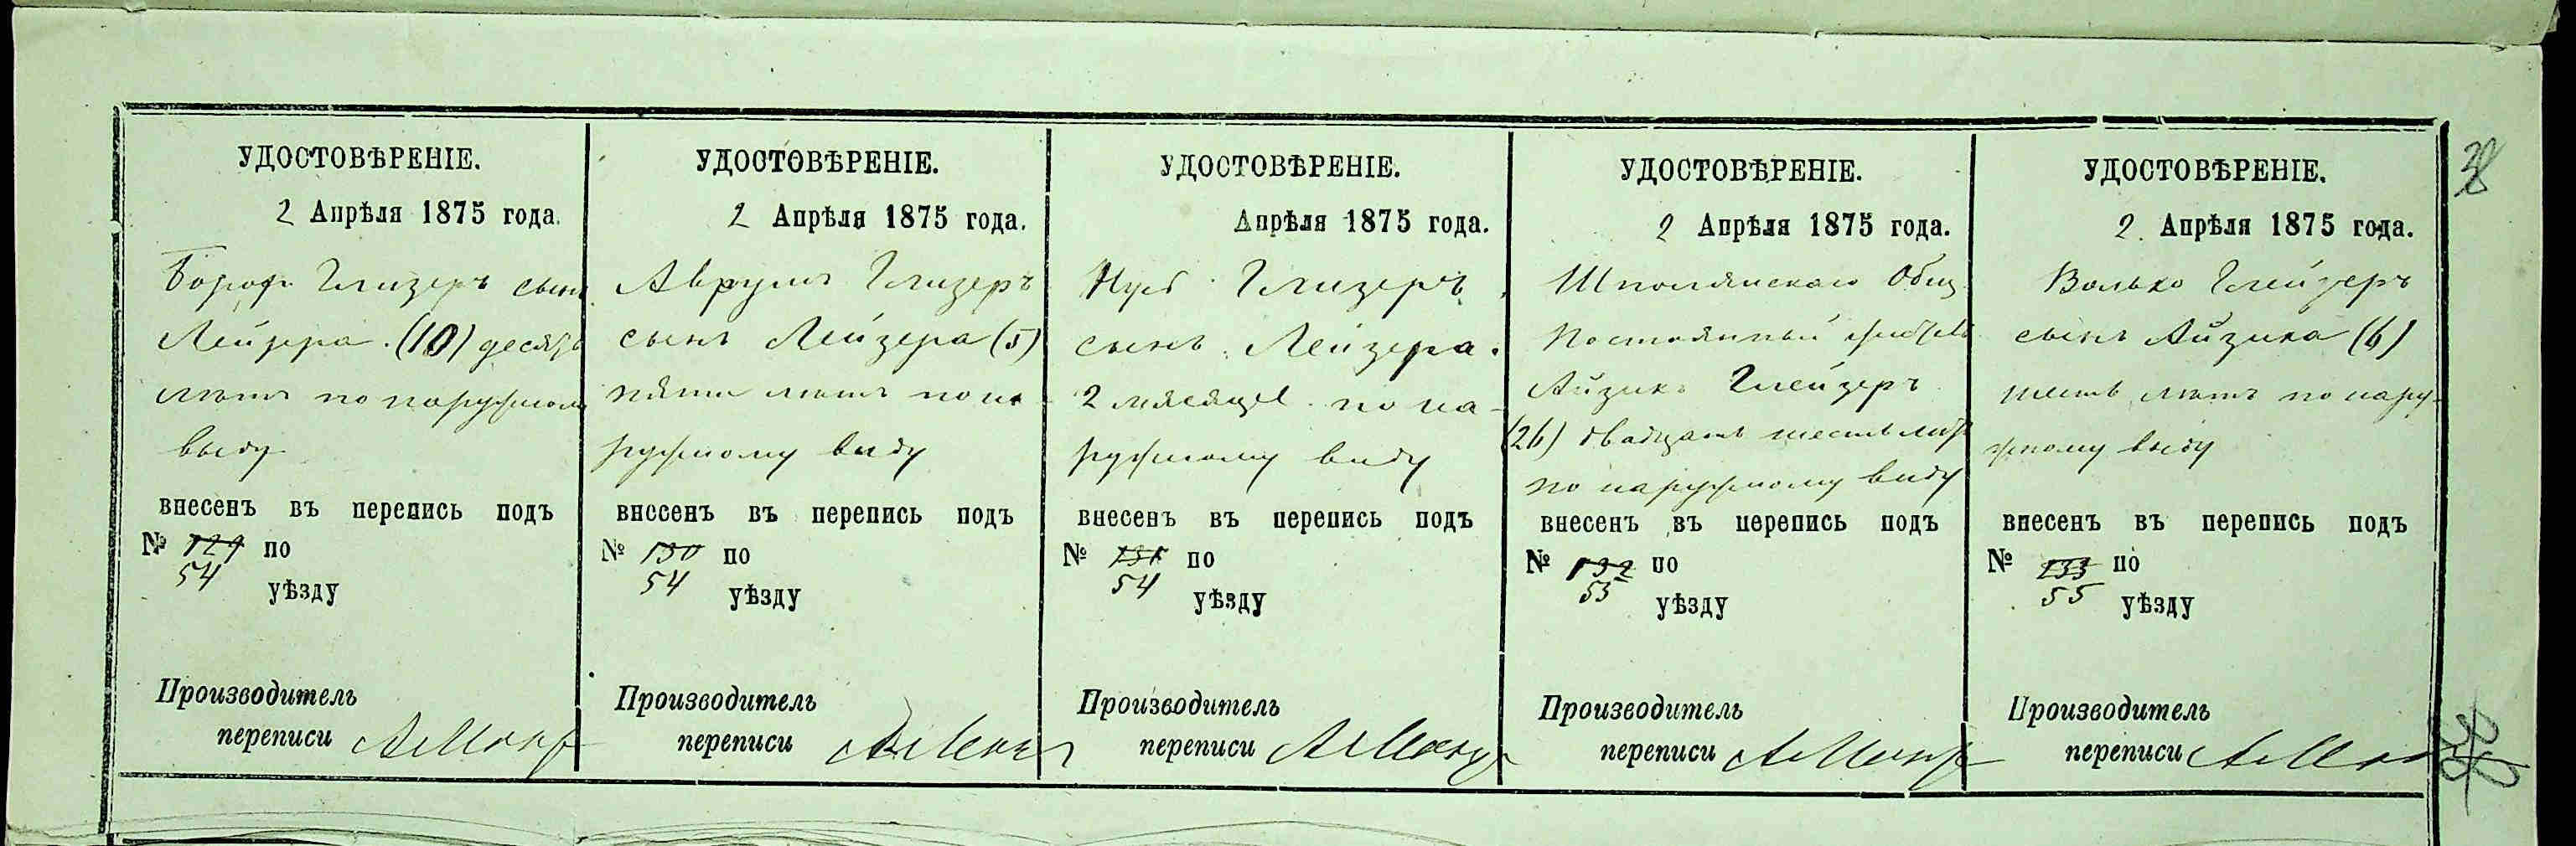 УДОСТОВѢРЕНІЕ.
2 Апрѣля 1875 года.
Глизеръ сынъ
Лейзера (10) десять
лѣтъ по наружному
виду
внесенъ въ перепись подъ
№ 129 по
54
уѣзду
Производитель
переписи
УДОСТОВѢРЕНІЕ.
2 Апрѣля 1875 года.
Аврумъ Глизеръ
сынъ Лейзера (5)
пяти лѣтъ по на
ружному виду
внесенъ въ перепись подъ
№ 130 по
54
уѣзду
Производитель
переписи
УДОСТОВѢРЕНІЕ.
Апрѣля 1875 года.
Глизеръ
сынъ Лейзера.
2 мясяце по на-
ружному виду
внесенъ въ перепись подъ
№ 131 по
54
уѣзду
Производитель
переписи
УДОСТОВѢРЕНІЕ.
2 Апрѣля 1875 года.
Шполянскаго Общ
Постоянный
Айзикъ Глейзеръ
(26) двадцать шесть лѣтъ
по наружному виду
внесенъ въ перепись подъ
№ 132 по
55
уѣзду
Производитель
переписи
УДОСТОВѢРЕНІЕ.
2 Апрѣля 1875 года.
Волько Глейзеръ
сынъ Айзика (6)
шесть лѣтъ по нару-
жному виду
внесенъ въ перепись подъ
№ 133 по
55
уѣзду
Производитель
переписи